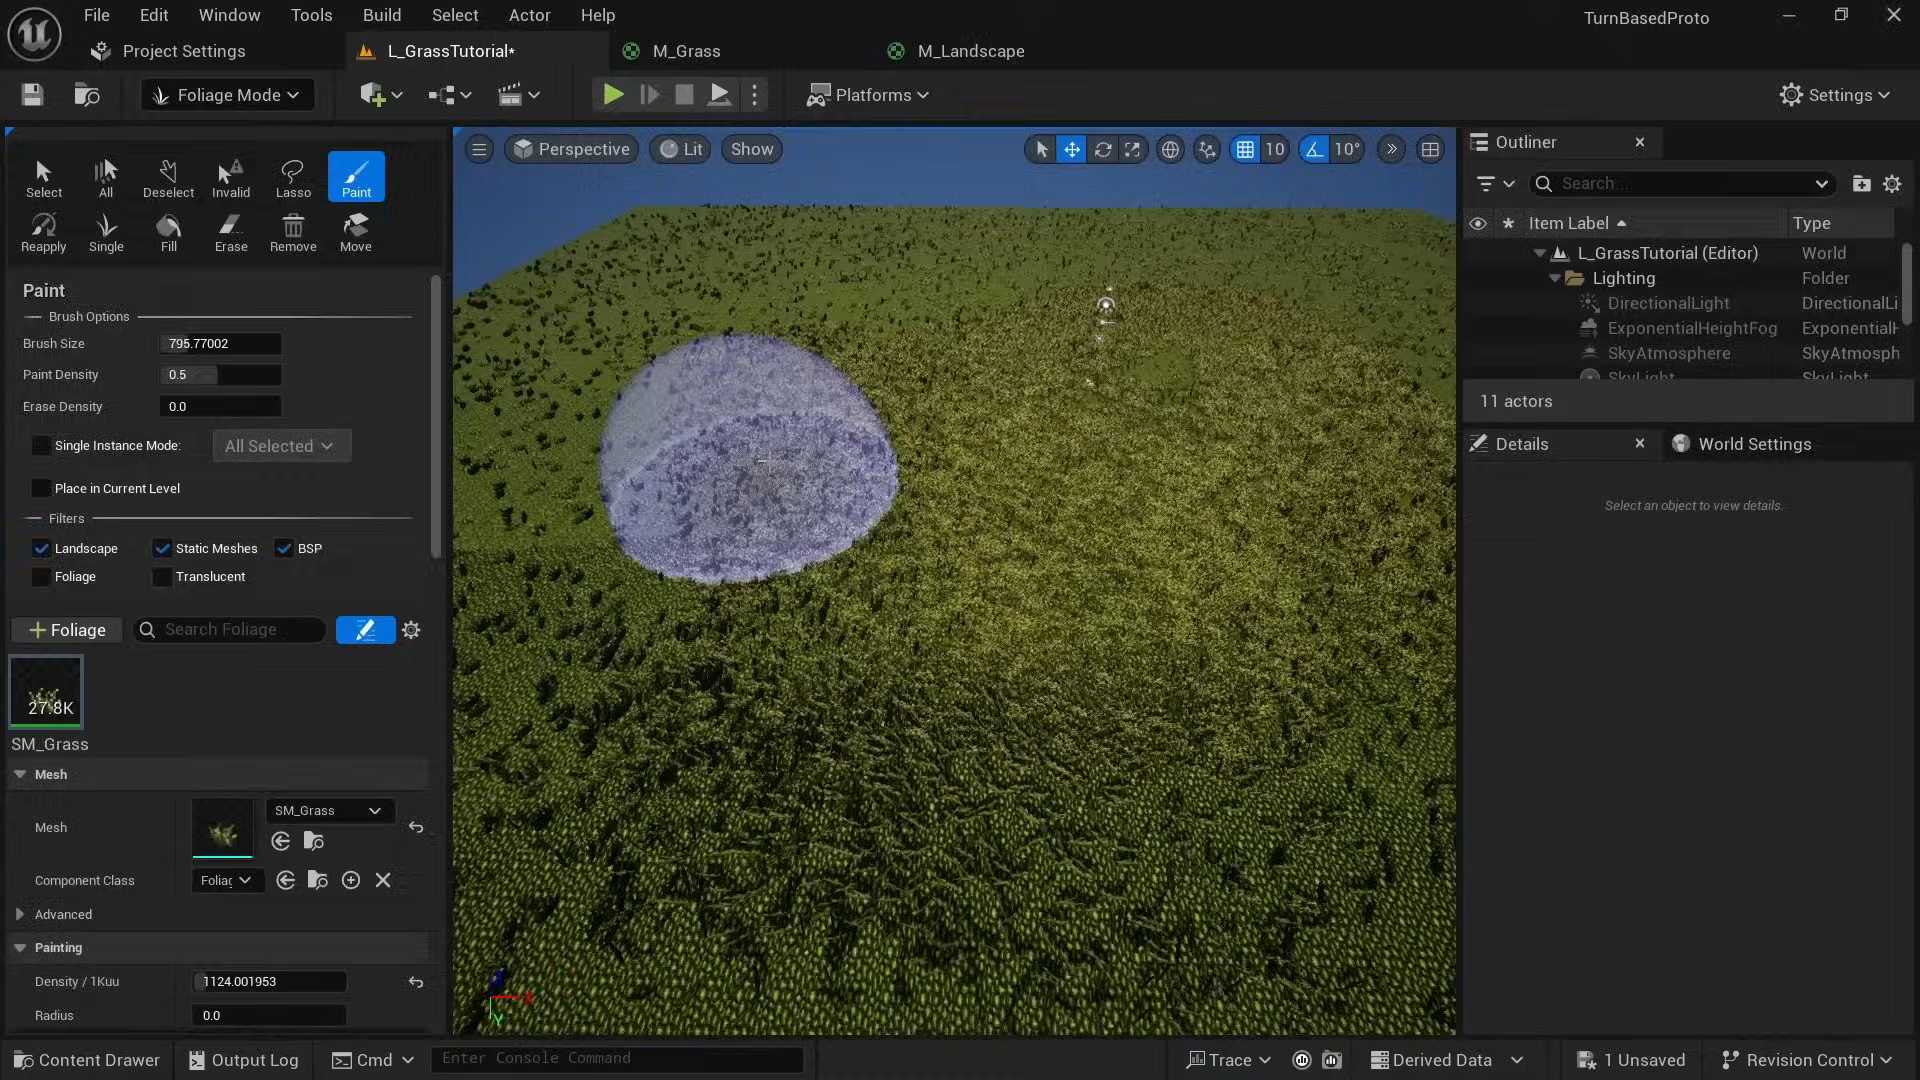 File Edit Window Tools Build Select Actor Help
TurnBasedProto
Project Settings
L_GrassTutorial*
M_Grass
M_Landscape
Foliage Mode
Platforms
Settings
Select All Deselect Invalid Lasso Paint
Reapply Single Fill Erase Remove Move
Paint
Brush Options
Brush Size 795.77002
Paint Density 0.5
Erase Density 0.0
Single Instance Mode: All Selected
Place in Current Level
Filters
Landscape Static Meshes BSP
Foliage Translucent
Foliage Search Foliage
27.8K
SM_Grass
Mesh
Mesh SM_Grass
Component Class Foliag
Advanced
Painting
Density / 1Kuu 1124.001953
Radius 0.0
Perspective Lit Show
10 10°
X
Y
Outliner
Search...
Item Label Type
L_GrassTutorial (Editor) World
Lighting Folder
DirectionalLight DirectionalLi
ExponentialHeightFog ExponentialH
SkyAtmosphere SkyAtmosph
SkyLight SkyLight
11 actors
Details World Settings
Select an object to view details.
Content Drawer Output Log Cmd Enter Console Command Trace Derived Data 1 Unsaved Revision Control